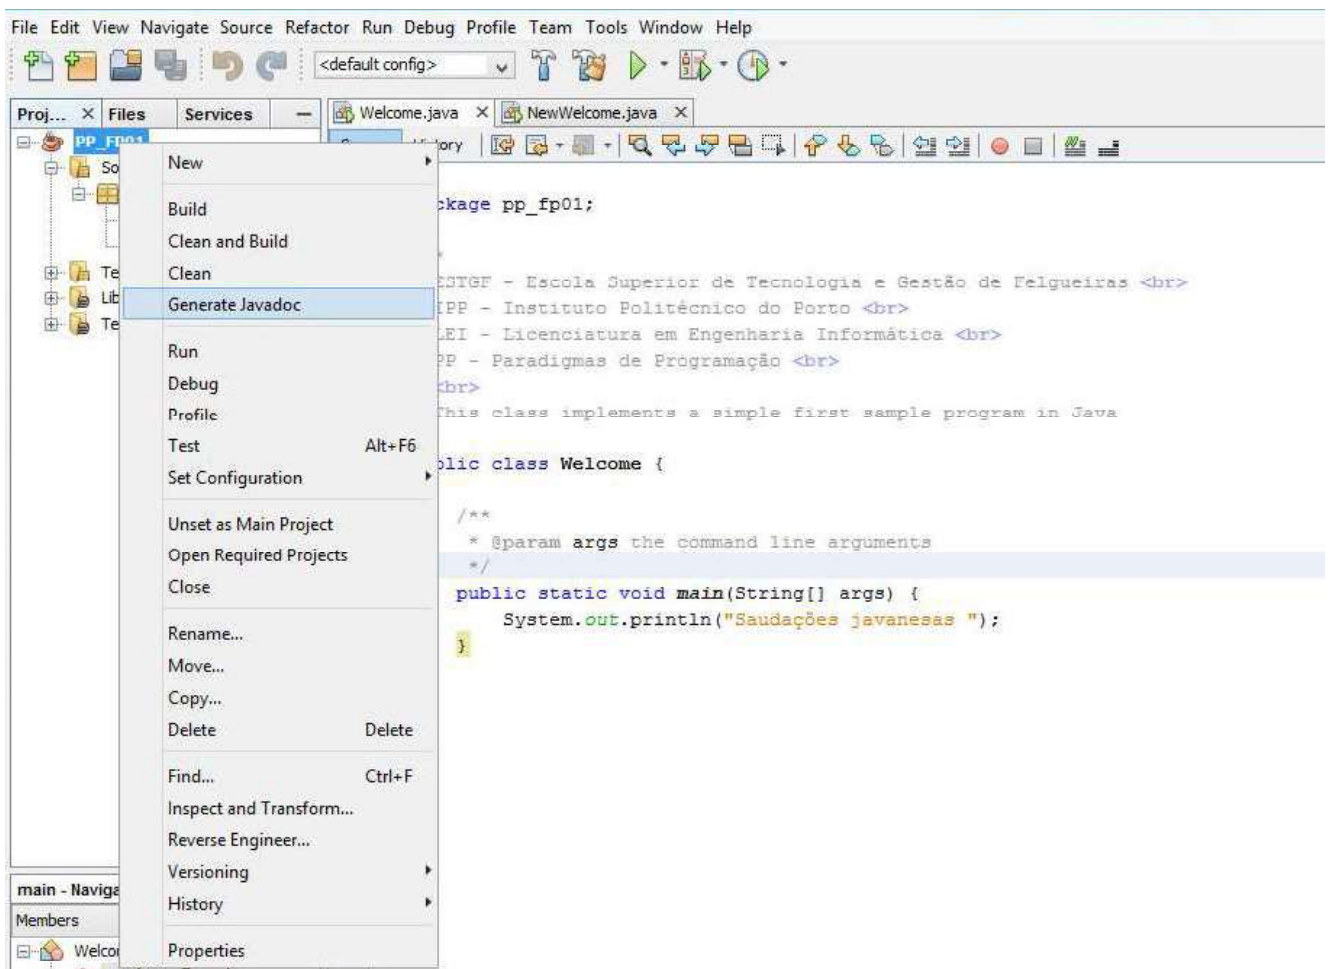 File Edit View Navigate Source Refactor Run Debug Profile Team Tools Window Help
<default config>
Proj... Files Services
Welcome.java NewWelcome.java
PP_FP01
ory
So
Te
Lib
Te
New
Build
Clean and Build
Clean
Generate Javadoc
Run
Debug
Profile
Test Alt+F6
Set Configuration
Unset as Main Project
Open Required Projects
Close
Rename...
Move...
Copy...
Delete Delete
Find... Ctrl+F
Inspect and Transform...
Reverse Engineer...
Versioning
History
Properties
ckage pp_fp01;
*
ESTGF - Escola Superior de Tecnologia e Gestão de Felgueiras <br>
IPP - Instituto Politécnico do Porto <br>
LEI - Licenciatura em Engenharia Informática <br>
PP - Paradigmas de Programação <br>
<br>
This class implements a simple first sample program in Java
blic class Welcome {
/**
* @param args the command line arguments
*/
public static void main(String[] args) {
System.out.println("Saudações javanesas ");
}
main - Naviga
Members
Welco